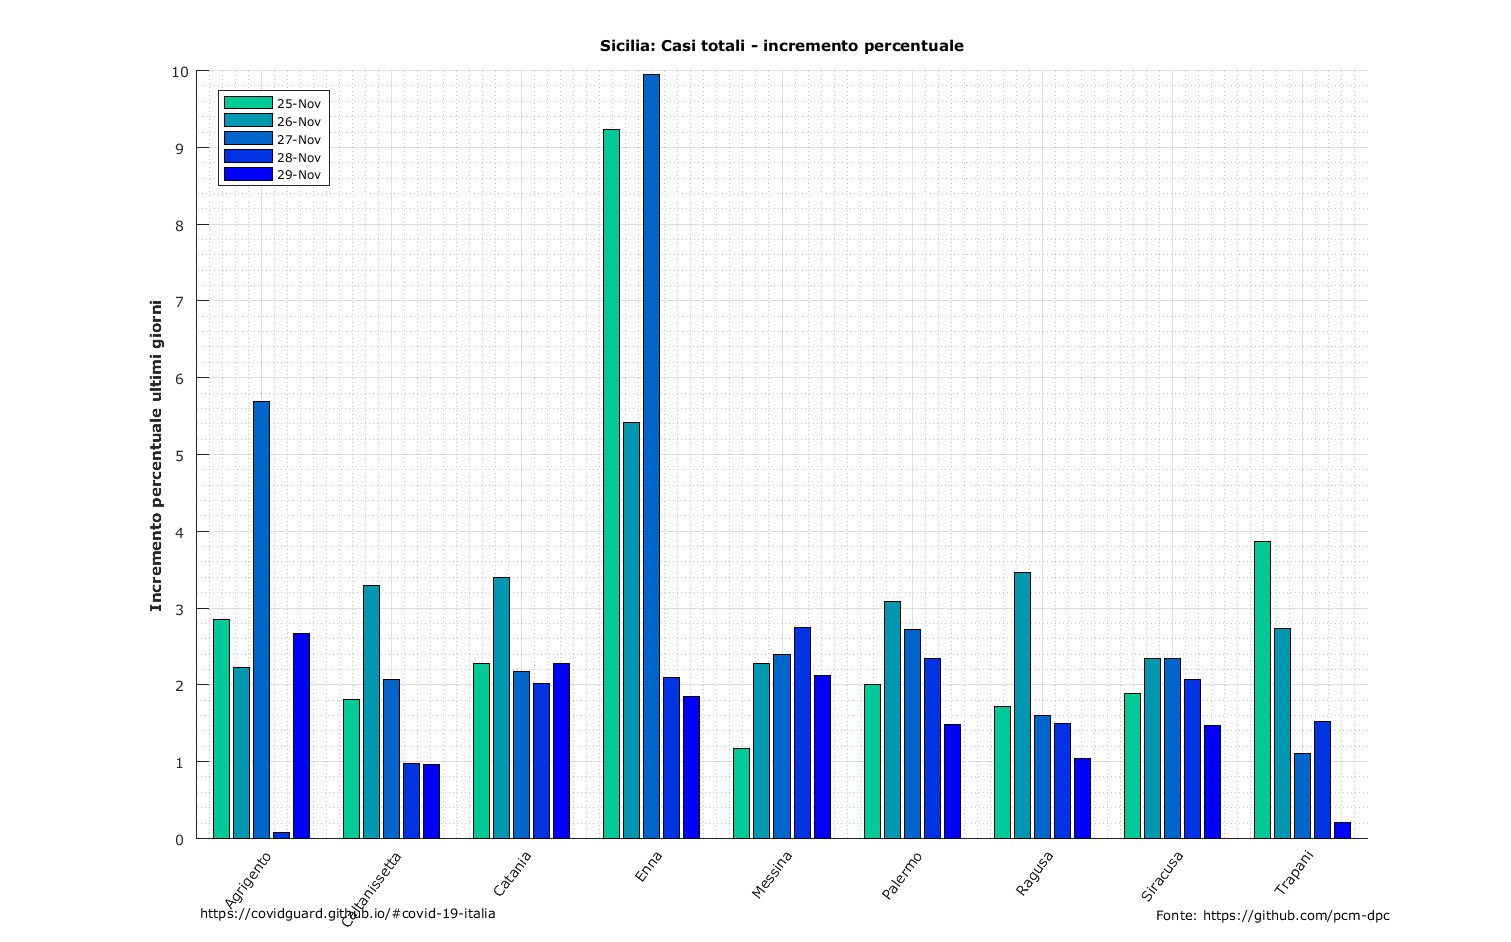 Sicilia: Casi totali - incremento percentuale
Incremento percentuale ultimi giorni
10
9
8
7
6
5
4
3
2
1
0
25-Nov
26-Nov
27-Nov
28-Nov
29-Nov
Agrigento
Caltanissetta
Catania
Enna
Messina
Palermo
Ragusa
Siracusa
Trapani
https://covidguard.github.io/#covid-19-italia
Fonte: https://github.com/pcm-dpc